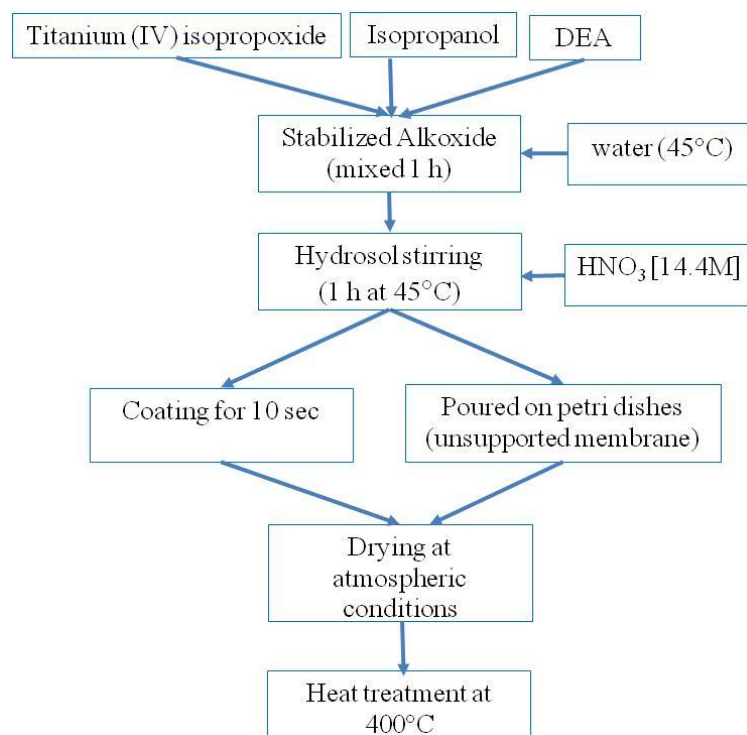 Titanium (IV) isopropoxide
Isopropanol
DEA
Stabilized Alkoxide
(mixed 1 h)
water (45°C)
Hydrosol stirring
(1 h at 45°C)
HNO₃ [14.4M]
Coating for 10 sec
Poured on petri dishes
(unsupported membrane)
Drying at
atmospheric
conditions
Heat treatment at
400°C